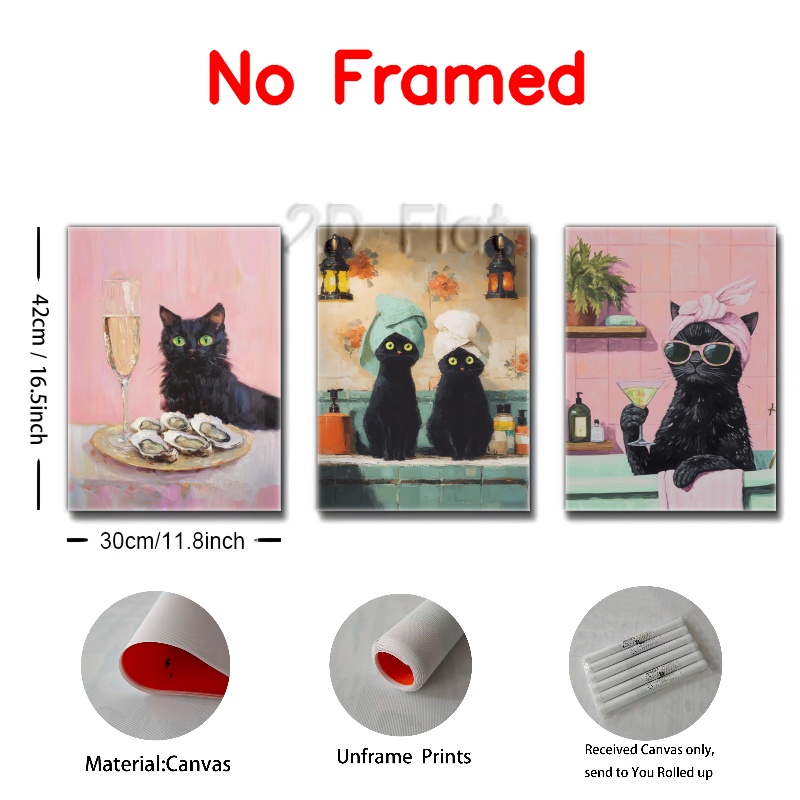 No Framed
2D Flat
42cm / 16.5inch
30cm/11.8inch
Material:Canvas
Unframe Prints
Received Canvas only,
send to You Rolled up